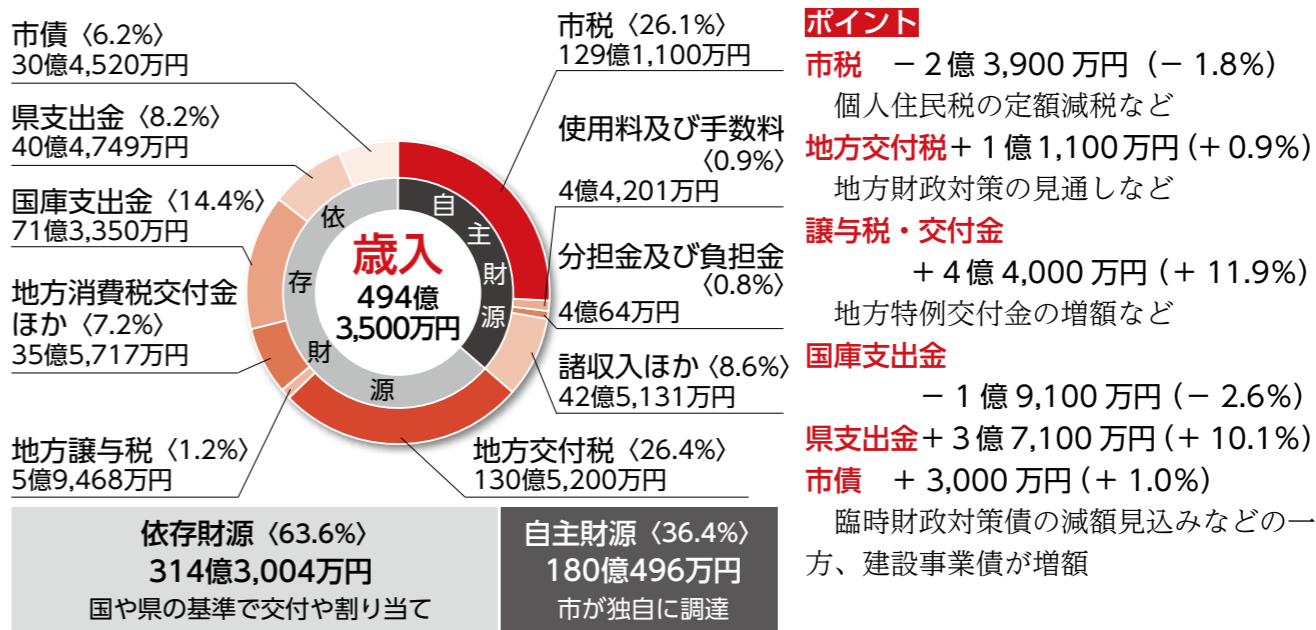 市債〈6.2%〉
30億4,520万円
県支出金〈8.2%〉
40億4,749万円
国庫支出金〈14.4%〉
71億3,350万円
地方消費税交付金
ほか〈7.2%〉
35億5,717万円
地方譲与税〈1.2%〉
5億9,468万円
市税〈26.1%〉
129億1,100万円
使用料及び手数料
〈0.9%〉
4億4,201万円
分担金及び負担金
〈0.8%〉
4億64万円
諸収入ほか〈8.6%〉
42億5,131万円
地方交付税〈26.4%〉
130億5,200万円
自主財源
依存財源
歳入
494億
3,500万円
依存財源〈63.6%〉
314億3,004万円
国や県の基準で交付や割り当て
自主財源〈36.4%〉
180億496万円
市が独自に調達
ポイント
市税 －2億3,900万円（－1.8%）
個人住民税の定額減税など
地方交付税＋1億1,100万円（＋0.9%）
地方財政対策の見通しなど
譲与税・交付金
＋4億4,000万円（＋11.9%）
地方特例交付金の増額など
国庫支出金
－1億9,100万円（－2.6%）
県支出金＋3億7,100万円（＋10.1%）
市債 ＋3,000万円（＋1.0%）
臨時財政対策債の減額見込みなどの一
方、建設事業債が増額